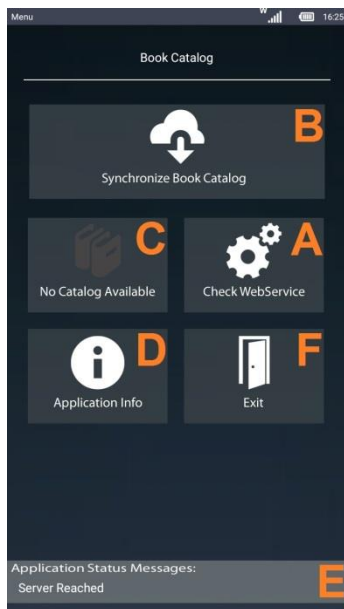 Menu
W
16:25
Book Catalog
B
Synchronize Book Catalog
C
A
No Catalog Available
Check WebService
D
F
Application Info
Exit
Application Status Messages:
Server Reached
E